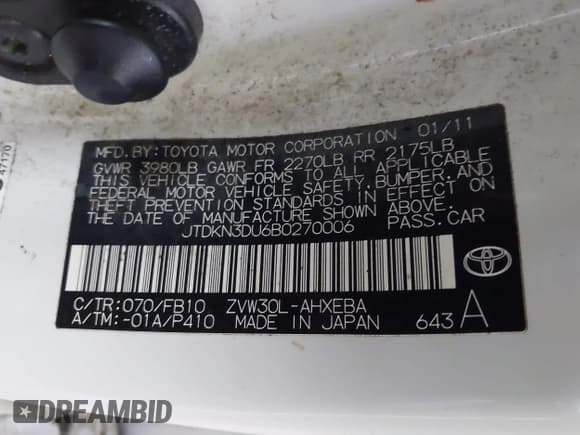 47170
MFD.BY:TOYOTA MOTOR CORPORATION 01/11
GVWR 3980LB GAWR FR 2270LB RR 2175LB
THIS VEHICLE CONFORMS TO ALL APPLICABLE
FEDERAL MOTOR VEHICLE SAFETY,BUMPER,AND
THEFT PREVENTION STANDARDS IN EFFECT ON
THE DATE OF MANUFACTURE SHOWN ABOVE.
JTDKN3DU6B0270006 PASS.CAR
C/TR:070/FB10 ZVW30L-AHXEBA
A/TM:-01A/P410 MADE IN JAPAN 643 A
DREAMBID